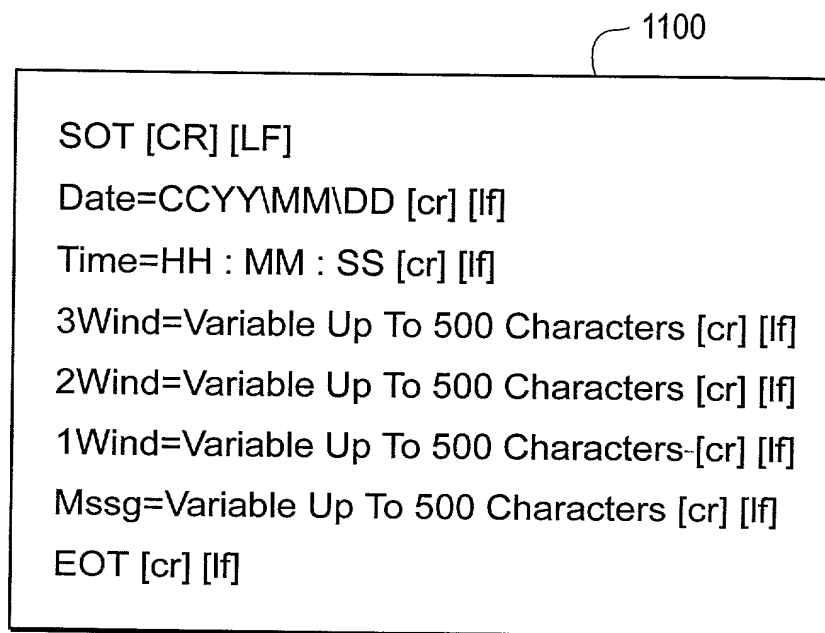 1100
SOT [CR] [LF]
Date=CCYY\MM\DD [cr] [lf]
Time=HH : MM : SS [cr] [lf]
3Wind=Variable Up To 500 Characters [cr] [lf]
2Wind=Variable Up To 500 Characters [cr] [lf]
1Wind=Variable Up To 500 Characters [cr] [lf]
Mssg=Variable Up To 500 Characters [cr] [lf]
EOT [cr] [lf]